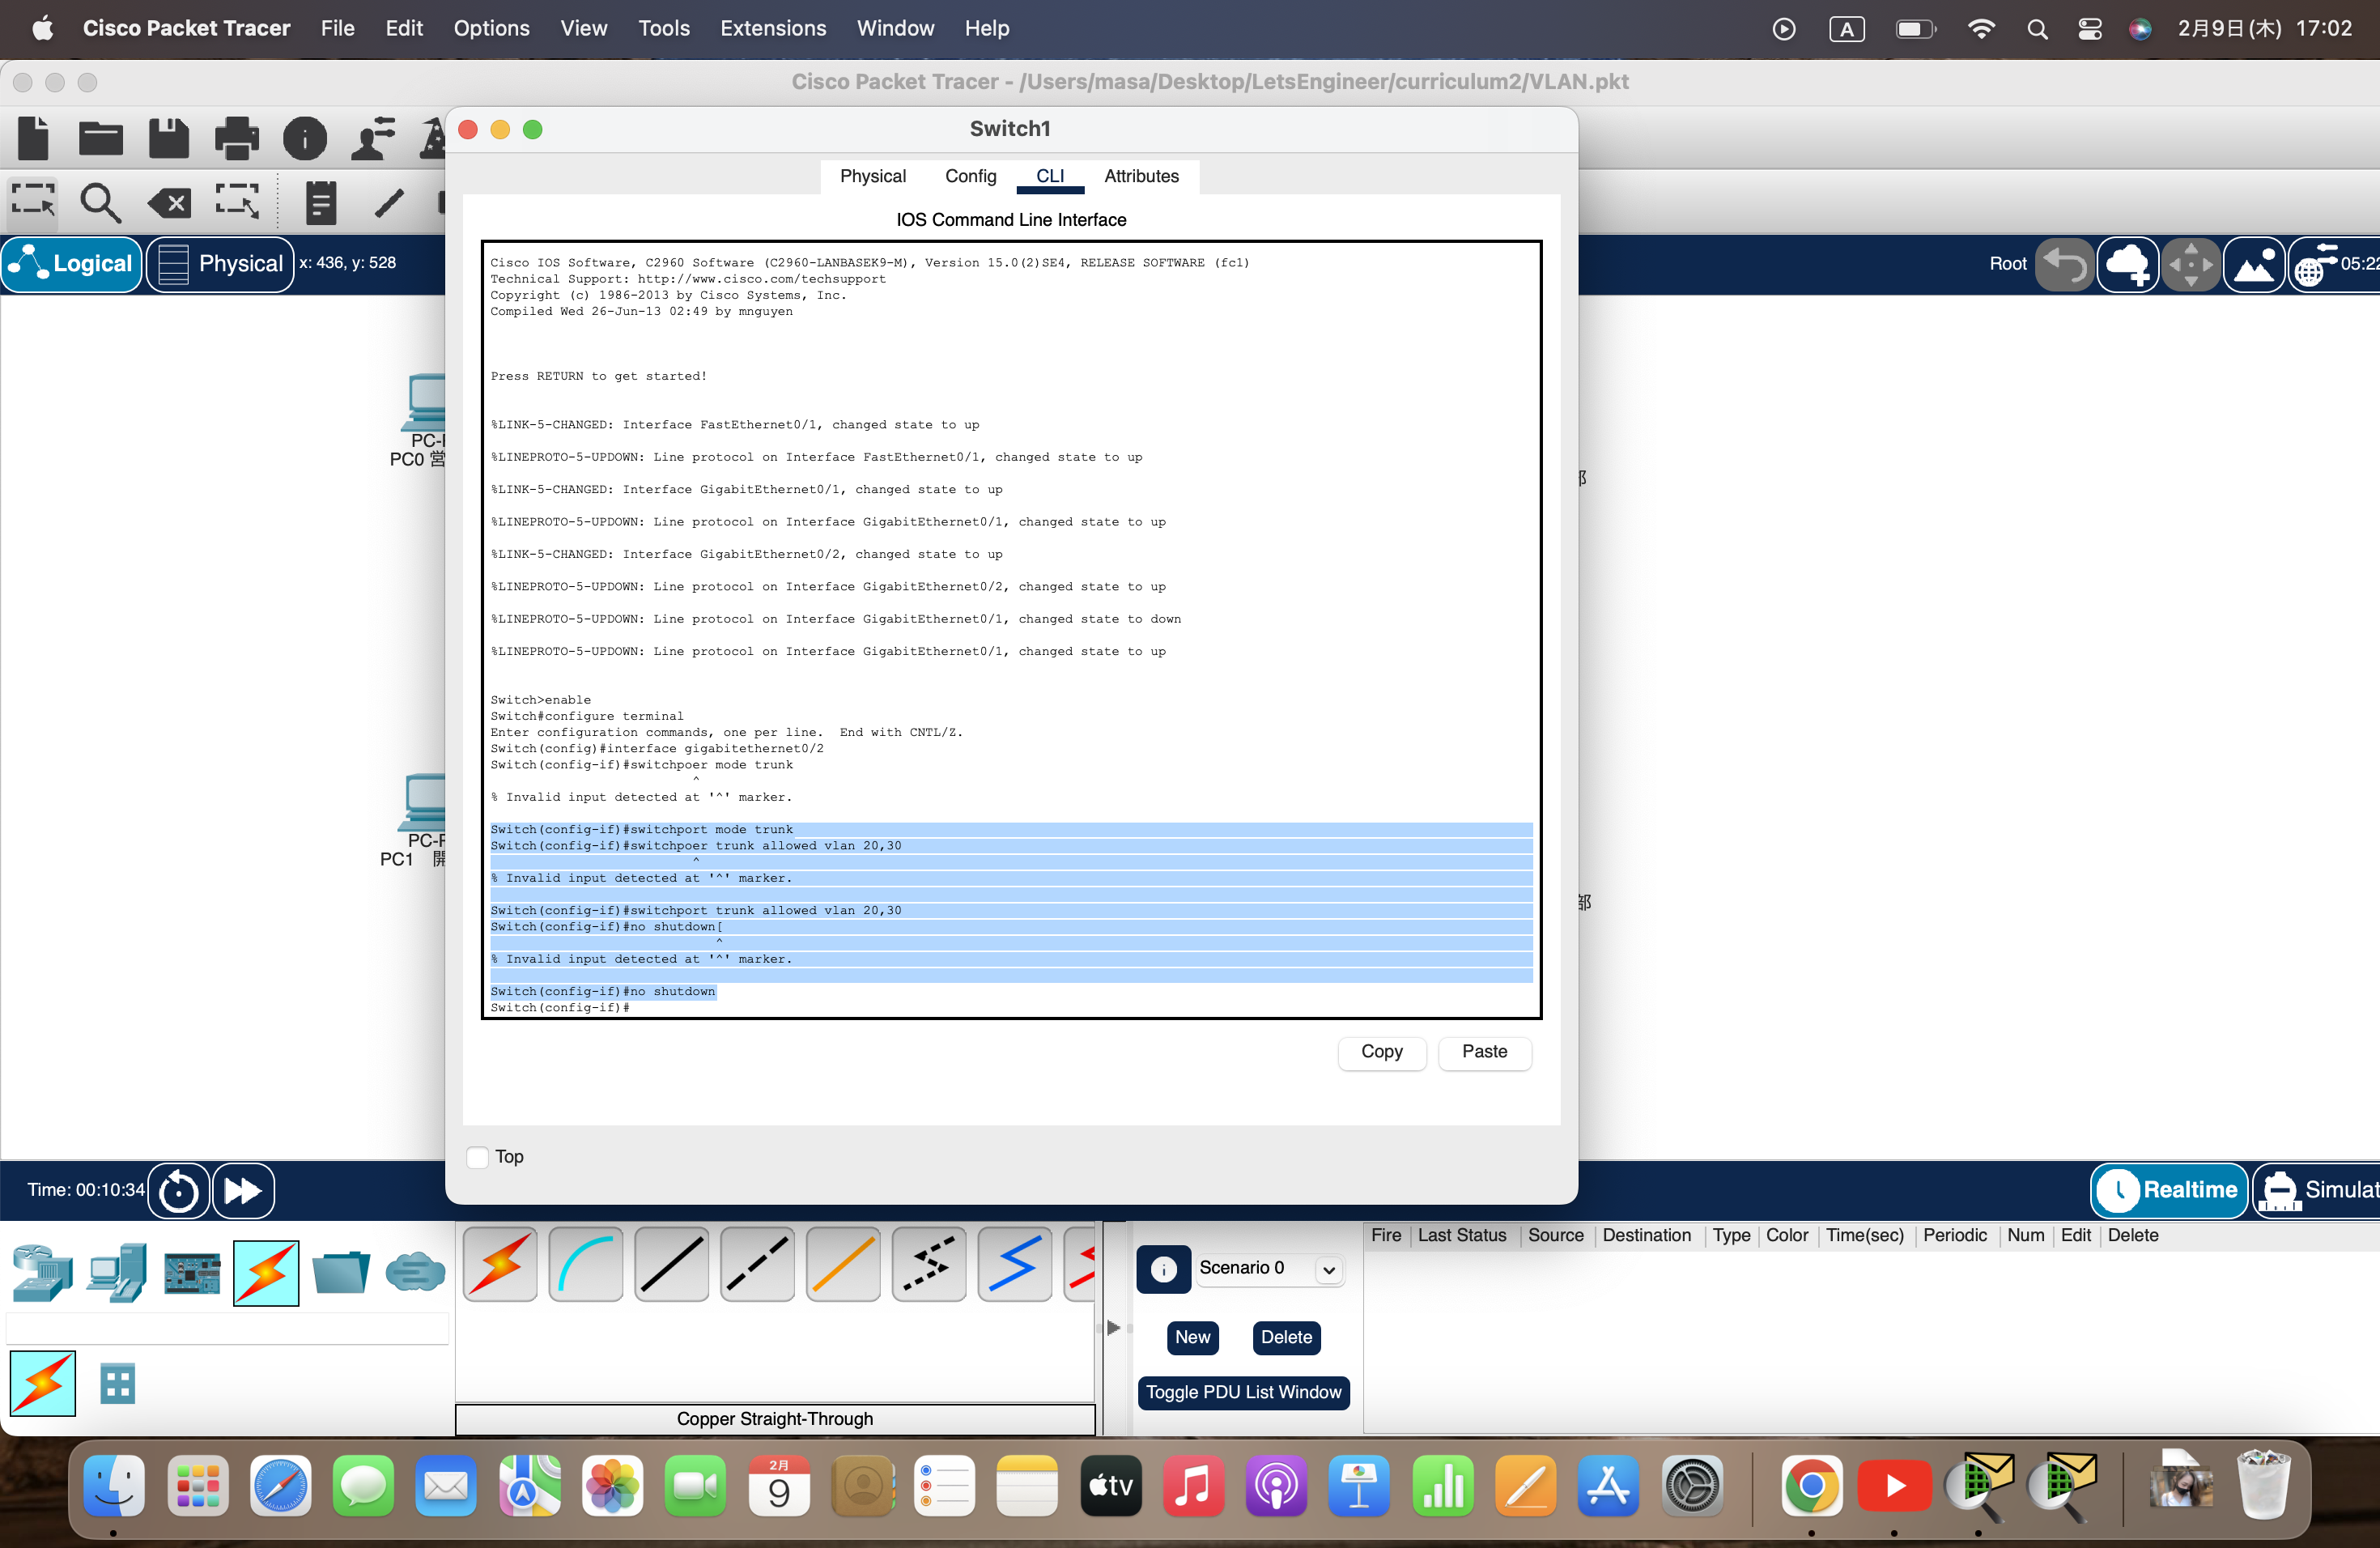 Cisco Packet Tracer File Edit Options View Tools Extensions Window Help A 2月9日(木) 17:02
Cisco Packet Tracer - /Users/masa/Desktop/LetsEngineer/curriculum2/VLAN.pkt
Switch1
Physical Config CLI Attributes
IOS Command Line Interface
Logical Physical x: 436, y: 528
Root 05:22
Cisco IOS Software, C2960 Software (C2960-LANBASEK9-M), Version 15.0(2)SE4, RELEASE SOFTWARE (fc1)
Technical Support: http://www.cisco.com/techsupport
Copyright (c) 1986-2013 by Cisco Systems, Inc.
Compiled Wed 26-Jun-13 02:49 by mnguyen
Press RETURN to get started!
%LINK-5-CHANGED: Interface FastEthernet0/1, changed state to up
%LINEPROTO-5-UPDOWN: Line protocol on Interface FastEthernet0/1, changed state to up
%LINK-5-CHANGED: Interface GigabitEthernet0/1, changed state to up
%LINEPROTO-5-UPDOWN: Line protocol on Interface GigabitEthernet0/1, changed state to up
%LINK-5-CHANGED: Interface GigabitEthernet0/2, changed state to up
%LINEPROTO-5-UPDOWN: Line protocol on Interface GigabitEthernet0/2, changed state to up
%LINEPROTO-5-UPDOWN: Line protocol on Interface GigabitEthernet0/1, changed state to down
%LINEPROTO-5-UPDOWN: Line protocol on Interface GigabitEthernet0/1, changed state to up
Switch>enable
Switch#configure terminal
Enter configuration commands, one per line.  End with CNTL/Z.
Switch(config)#interface gigabitethernet0/2
Switch(config-if)#switchpoer mode trunk
^
% Invalid input detected at '^' marker.
Switch(config-if)#switchport mode trunk
Switch(config-if)#switchpoer trunk allowed vlan 20,30
^
% Invalid input detected at '^' marker.
Switch(config-if)#switchport trunk allowed vlan 20,30
Switch(config-if)#no shutdown[
^
% Invalid input detected at '^' marker.
Switch(config-if)#no shutdown
Switch(config-if)#
PC0 営
PC1 開
部
Copy Paste
Top
Time: 00:10:34
Realtime Simulat
Fire Last Status Source Destination Type Color Time(sec) Periodic Num Edit Delete
Scenario 0
New Delete
Toggle PDU List Window
Copper Straight-Through
2月
9
tv